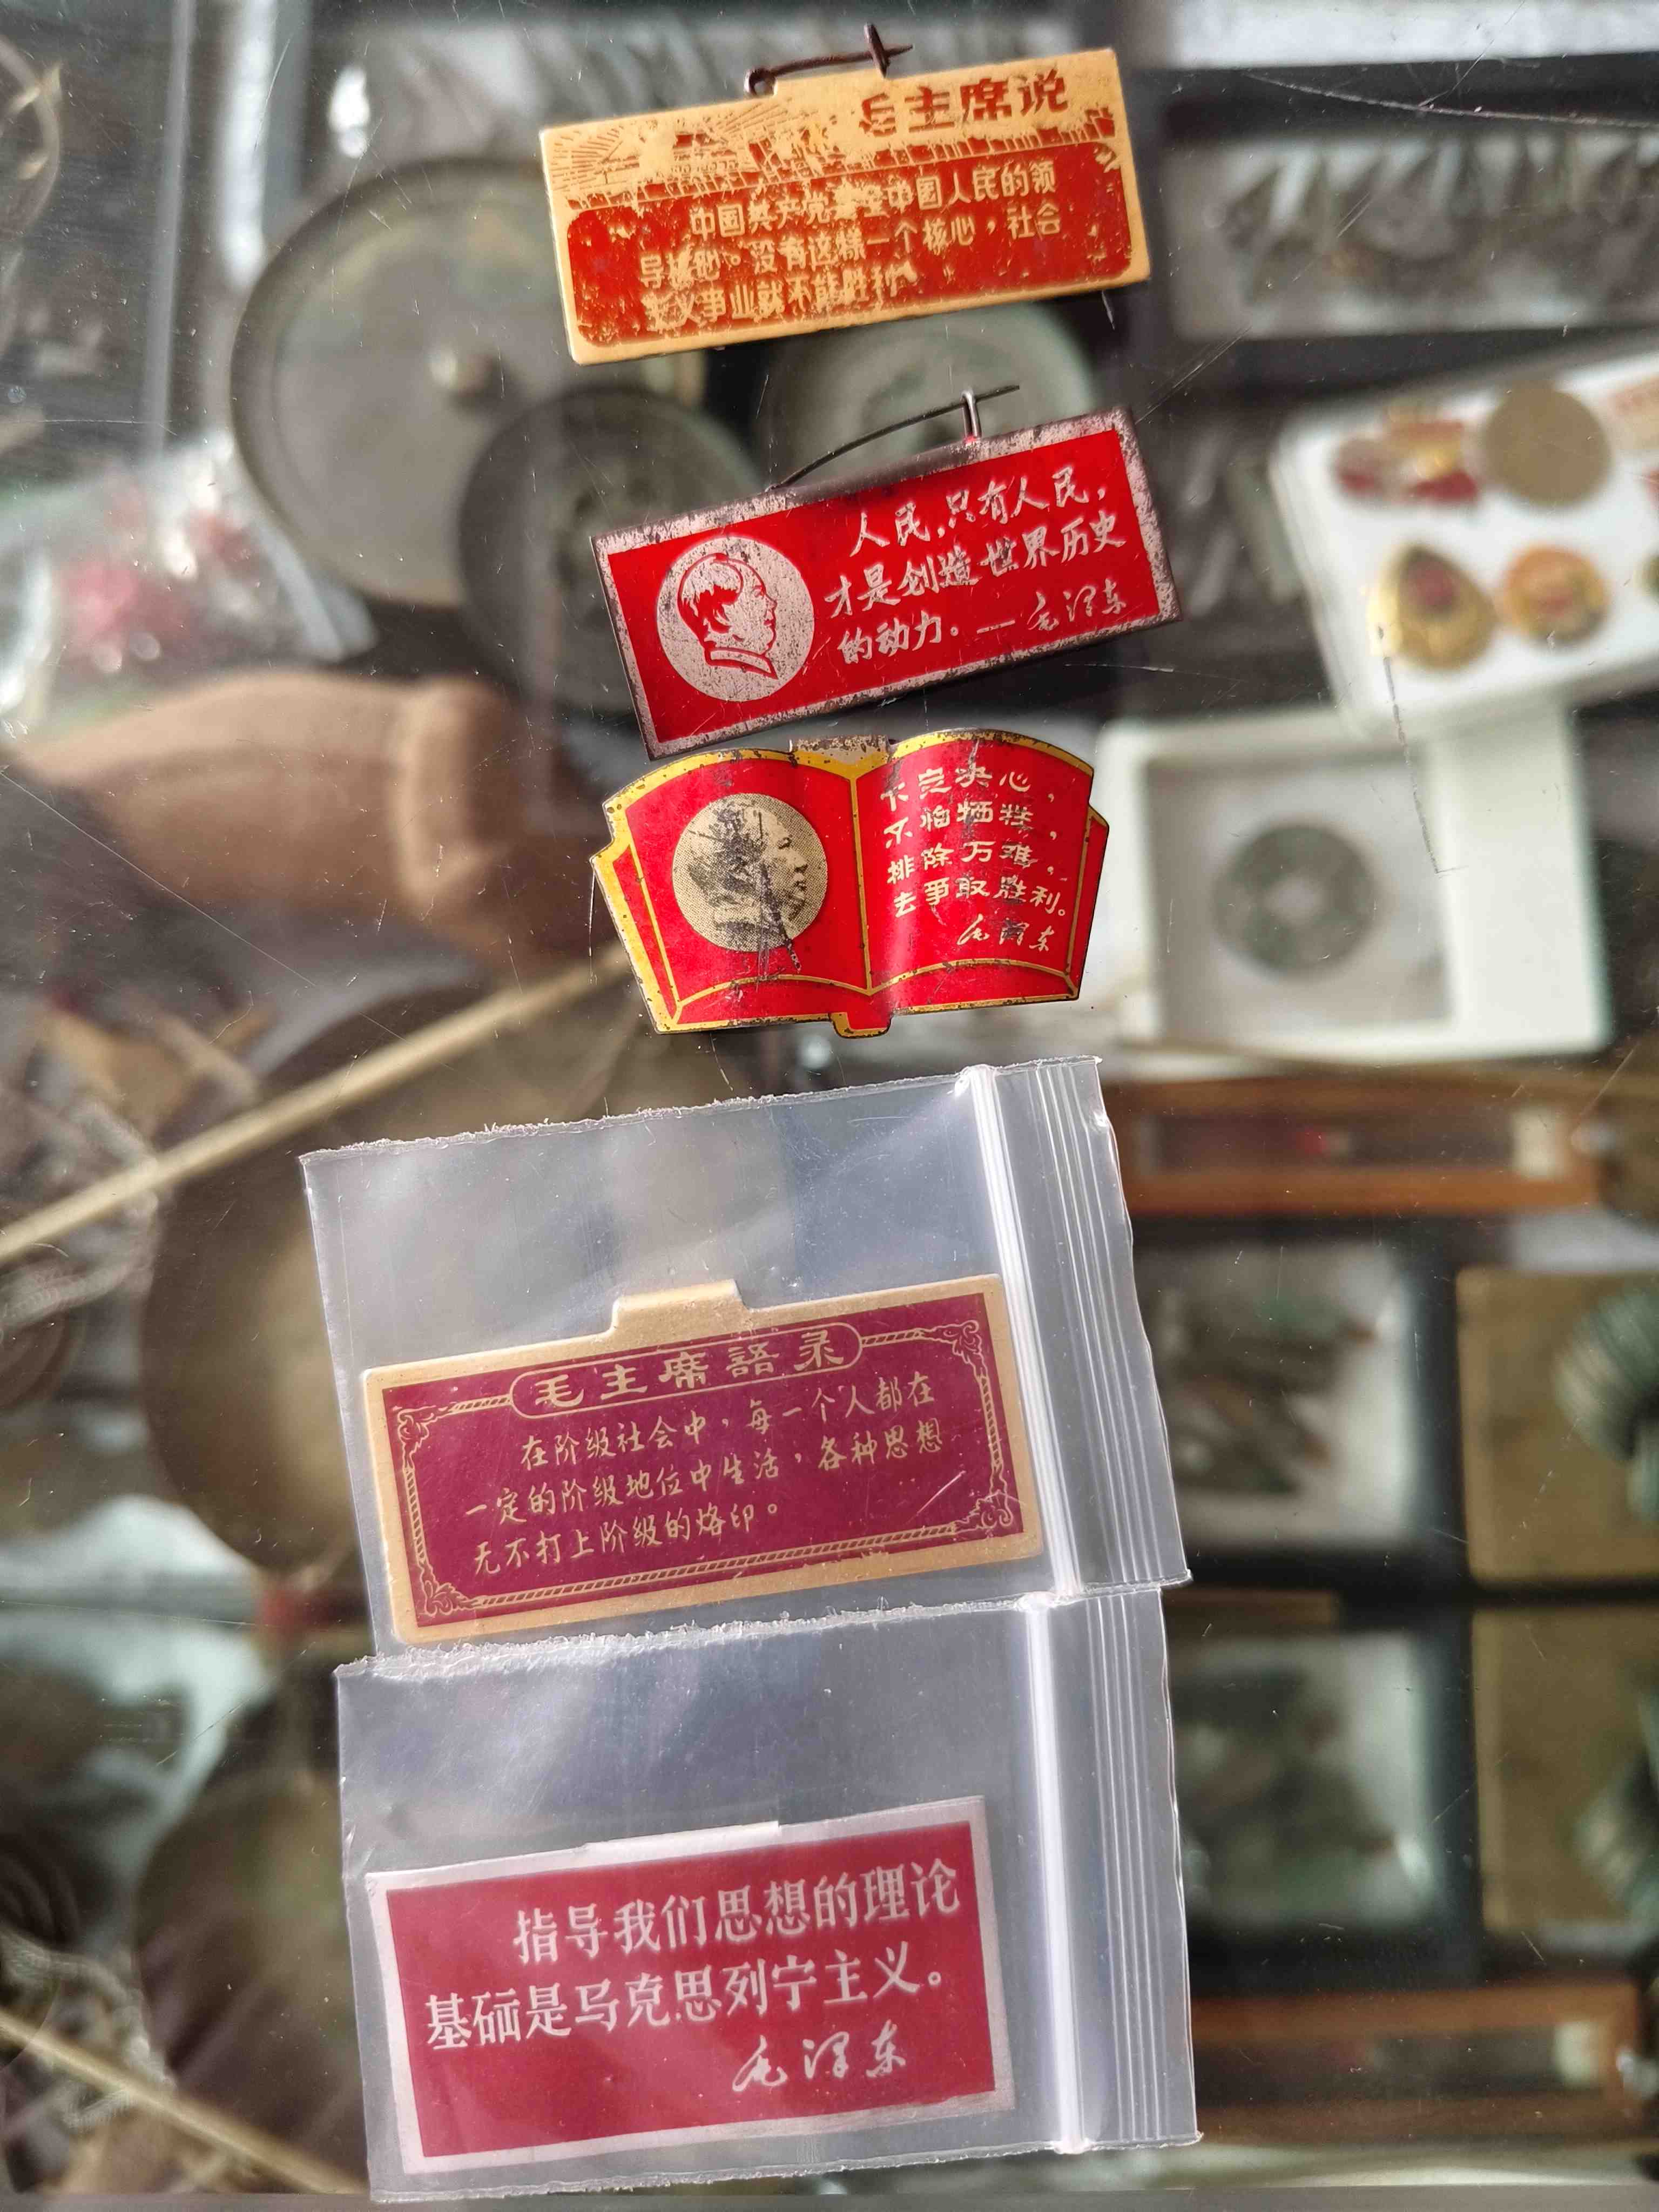 毛主席说
中国共产党是全中国人民的领
导核心。没有这样一个核心，社会
主义事业就不能胜利。
人民，只有人民，
才是创造世界历史
的动力。— 毛泽东
下定决心，
不怕牺牲，
排除万难，
去争取胜利。
毛泽东
毛主席語录
在阶级社会中，每一个人都在
一定的阶级地位中生活，各种思想
无不打上阶级的烙印。
指导我们思想的理论
基础是马克思列宁主义。
毛泽东